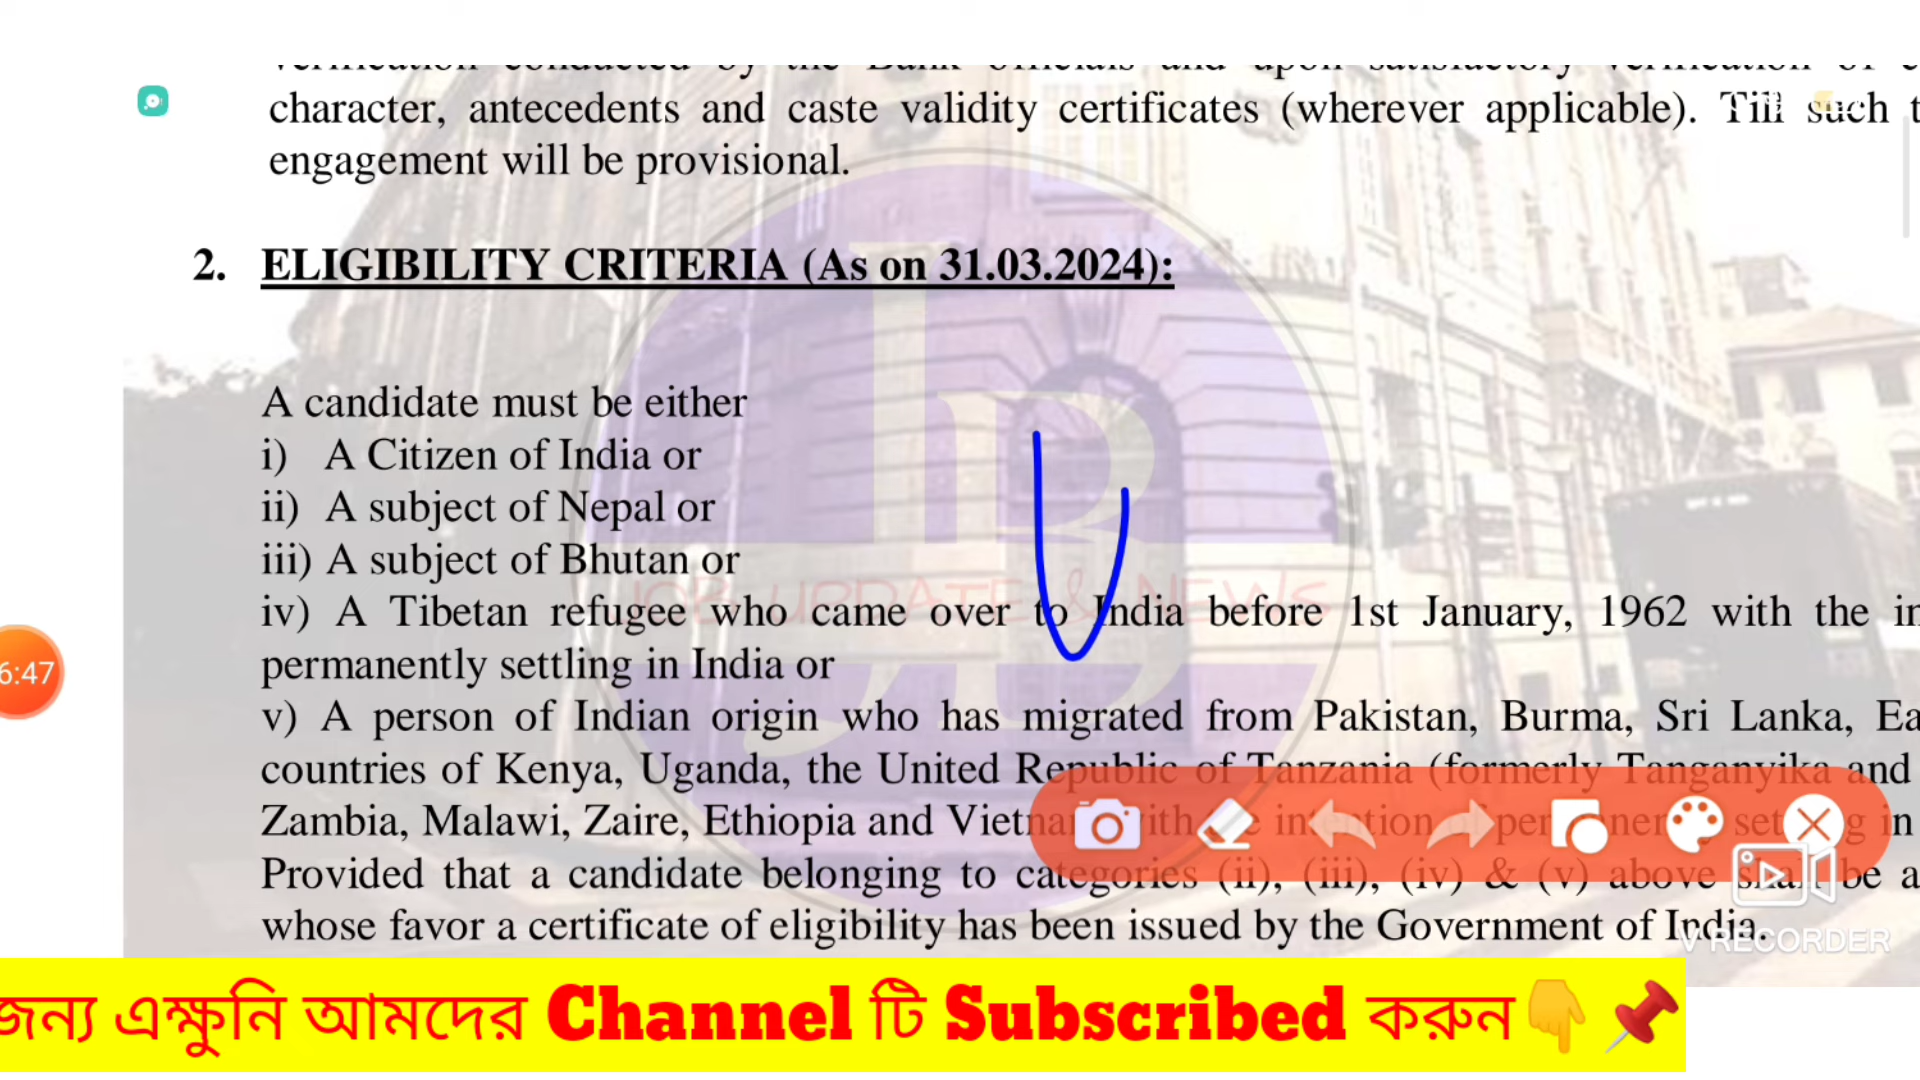 character, antecedents and caste validity certificates (wherever applicable). Till such
engagement will be provisional.
2. ELIGIBILITY CRITERIA (As on 31.03.2024):
A candidate must be either
i) A Citizen of India or
ii) A subject of Nepal or
iii) A subject of Bhutan or
JOB UPDATE & NEWS
iv) A Tibetan refugee who came over to India before 1st January, 1962 with the
6:47
permanently settling in India or
v) A person of Indian origin who has migrated from Pakistan, Burma, Sri Lanka,
countries of Kenya, Uganda, the United Republic of Tanzania (formerly Tanganyika and
Zambia, Malawi, Zaire, Ethiopia and in
Provided that a candidate belonging to categories (ii), (iii), (iv) & (v) above shall be a
whose favor a certificate of eligibility has been issued by the Government of India.
V RECORDER
জন্য এক্ষুনি আমদের Channel টি Subscribed করুন